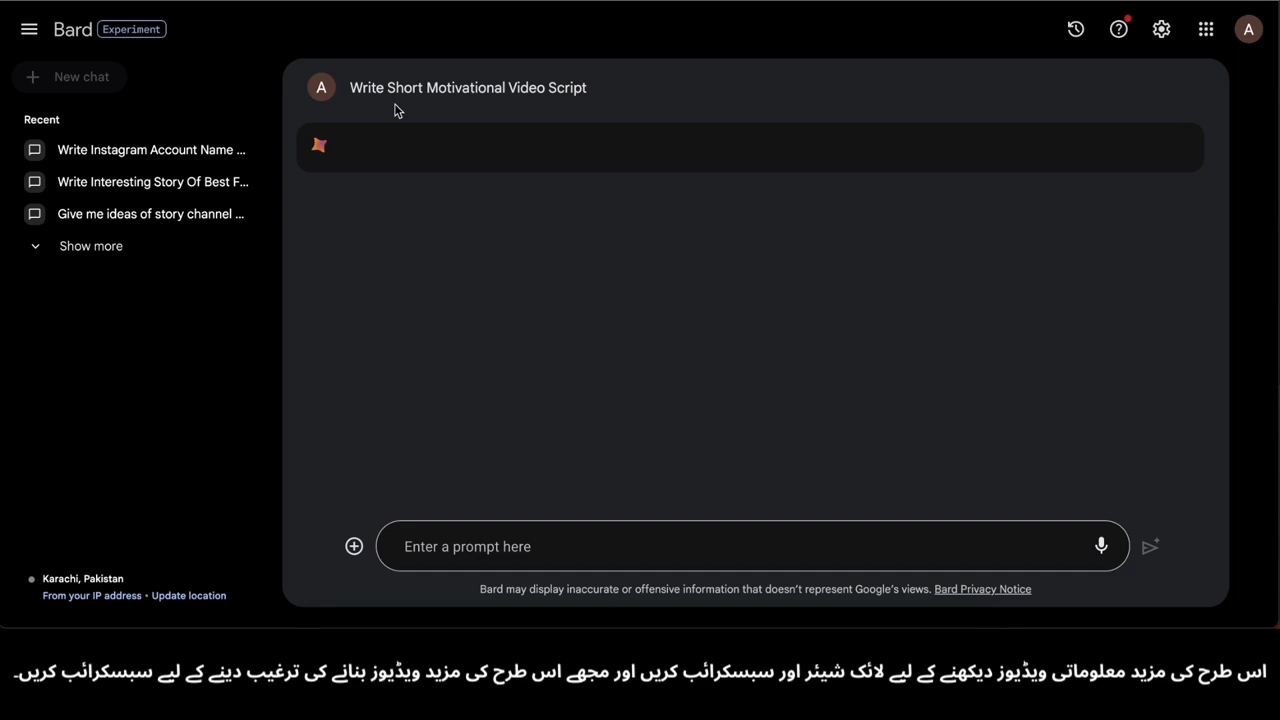 Bard Experiment
A
New chat
Recent
Write Instagram Account Name ...
Write Interesting Story Of Best F...
Give me ideas of story channel ...
Show more
Karachi, Pakistan
From your IP address • Update location
A Write Short Motivational Video Script
Enter a prompt here
Bard may display inaccurate or offensive information that doesn't represent Google's views. Bard Privacy Notice
اس طرح کی مزید معلوماتی ویڈیوز دیکھنے کے لیے لائک شیئر اور سبسکرائب کریں اور مجھے اس طرح کی مزید ویڈیوز بنانے کی ترغیب دینے کے لیے سبسکرائب کریں۔